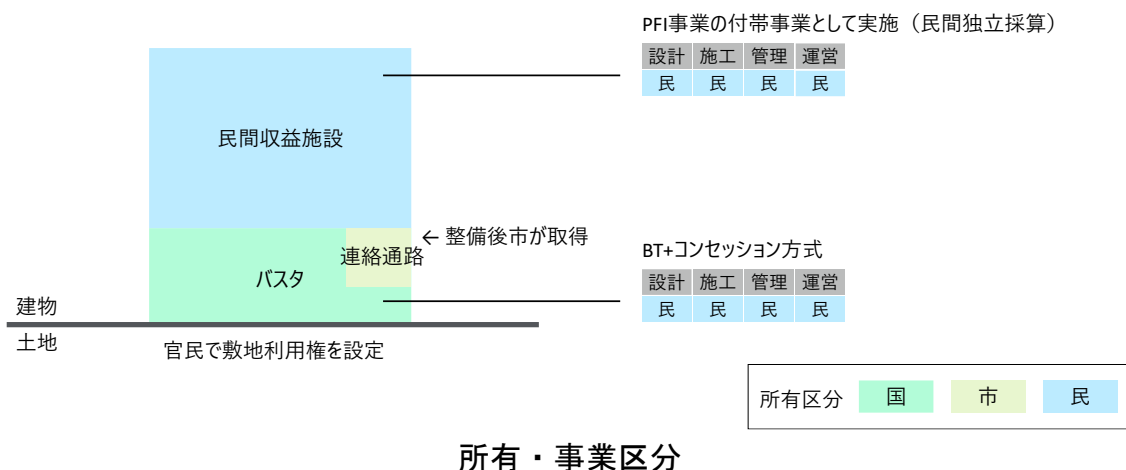 PFI事業の付帯事業として実施（民間独立採算）
設計 施工 管理 運営
民 民 民 民
民間収益施設
← 整備後市が取得
連絡通路
バスタ
BT+コンセッション方式
設計 施工 管理 運営
民 民 民 民
建物
土地
官民で敷地利用権を設定
所有区分 国 市 民
所有・事業区分